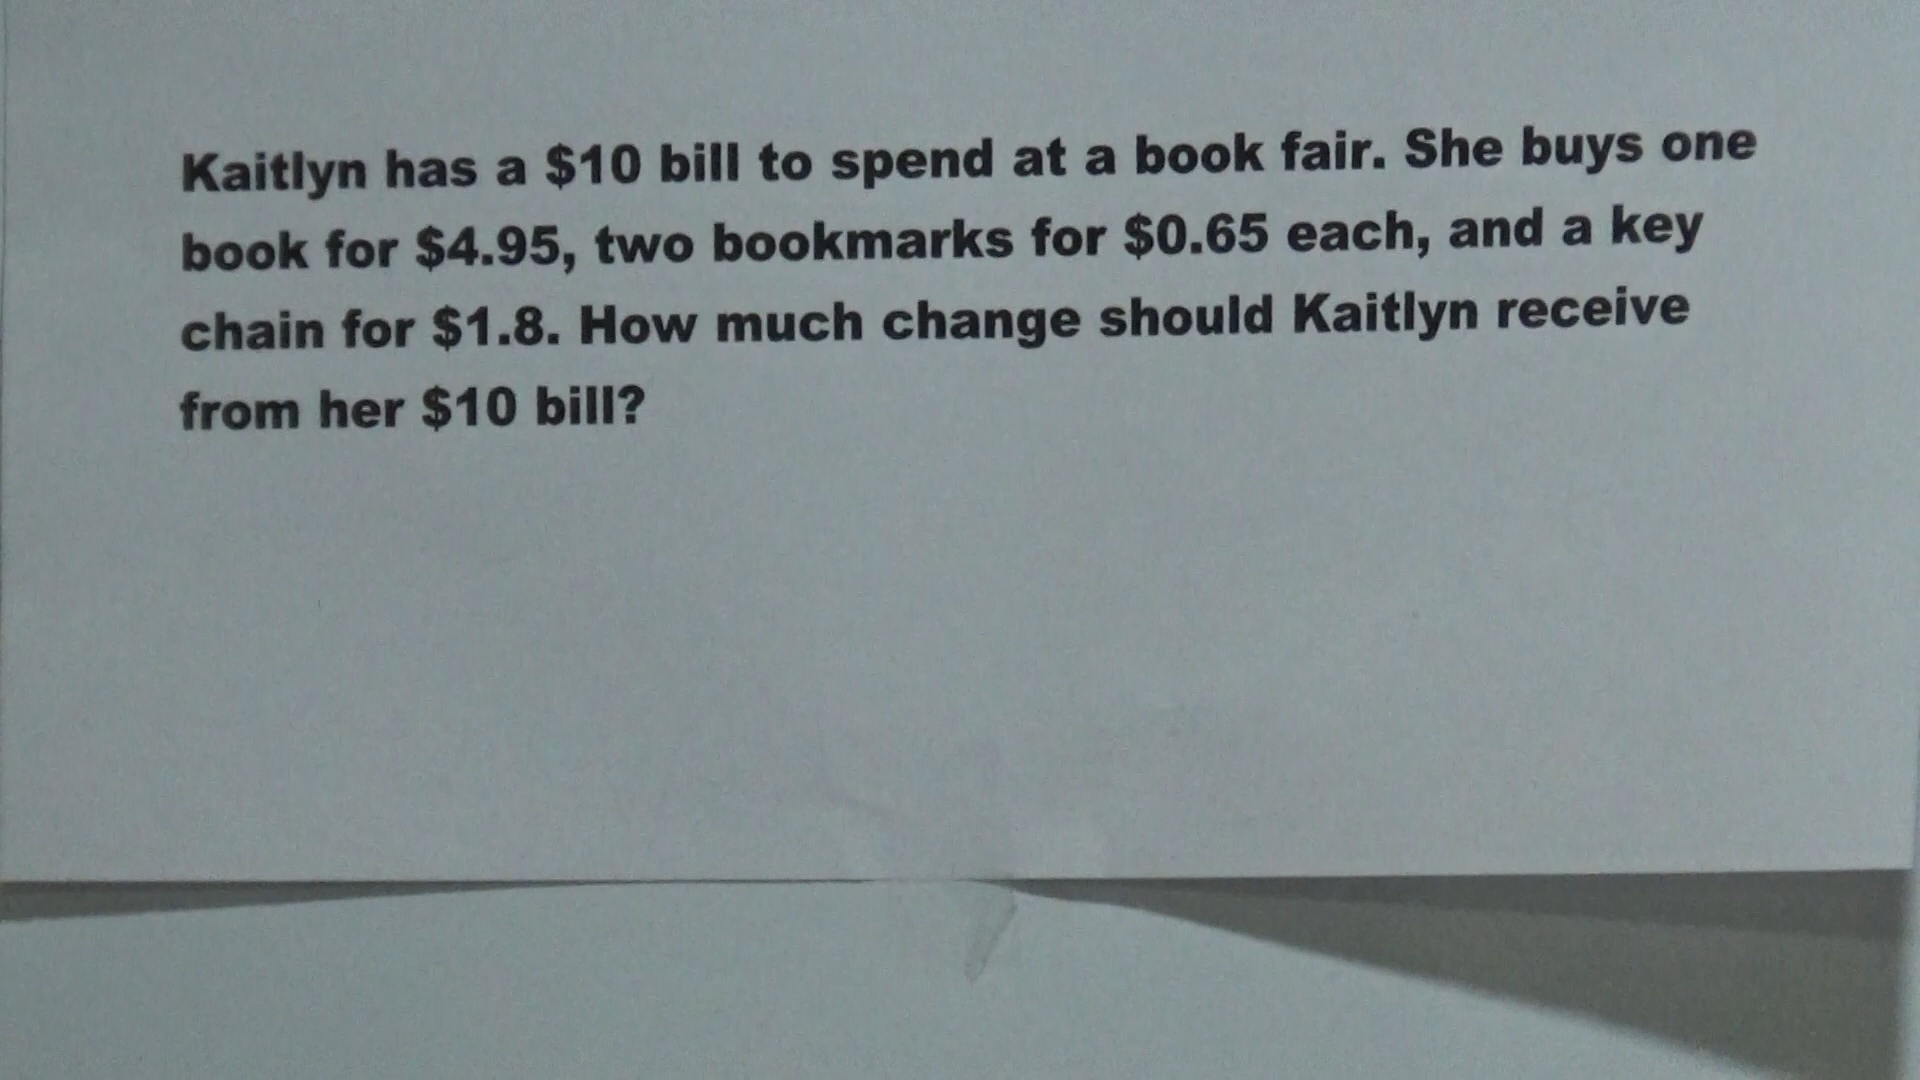 Kaitlyn has a $10 bill to spend at a book fair. She buys one
book for $4.95, two bookmarks for $0.65 each, and a key
chain for $1.8. How much change should Kaitlyn receive
from her $10 bill?